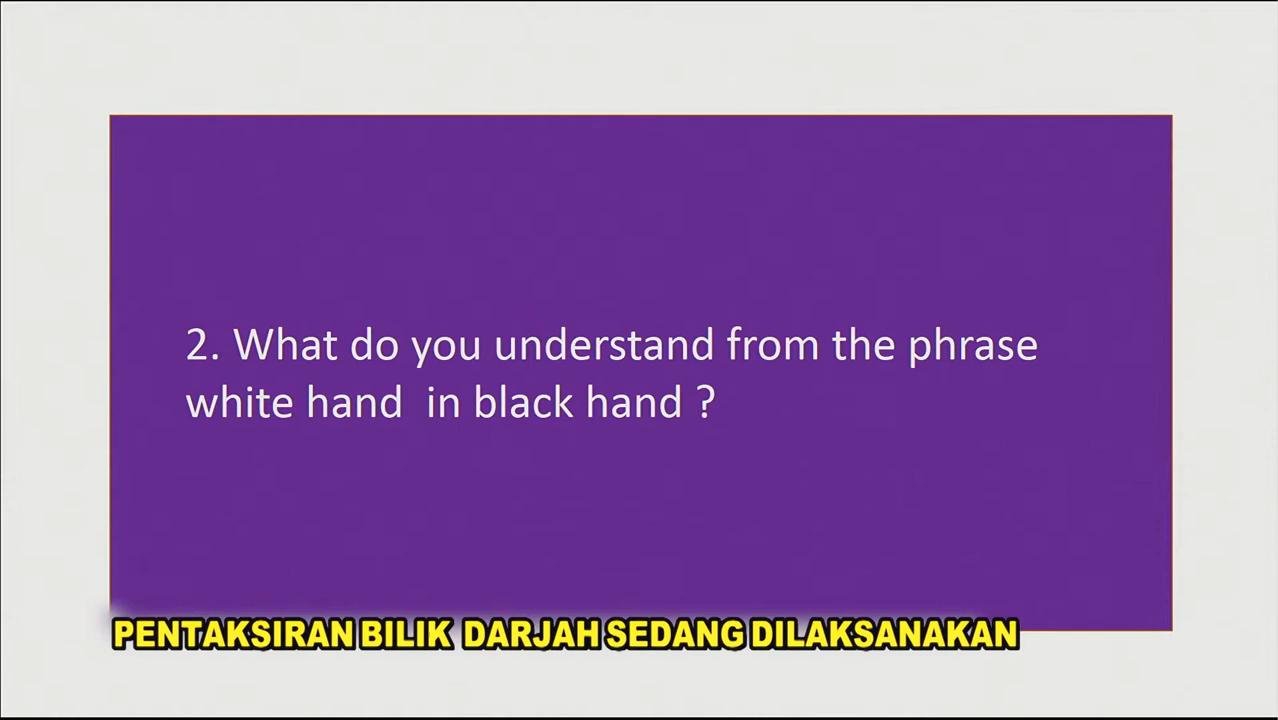 2. What do you understand from the phrase
white hand  in black hand ?
PENTAKSIRAN BILIK DARJAH SEDANG DILAKSANAKAN